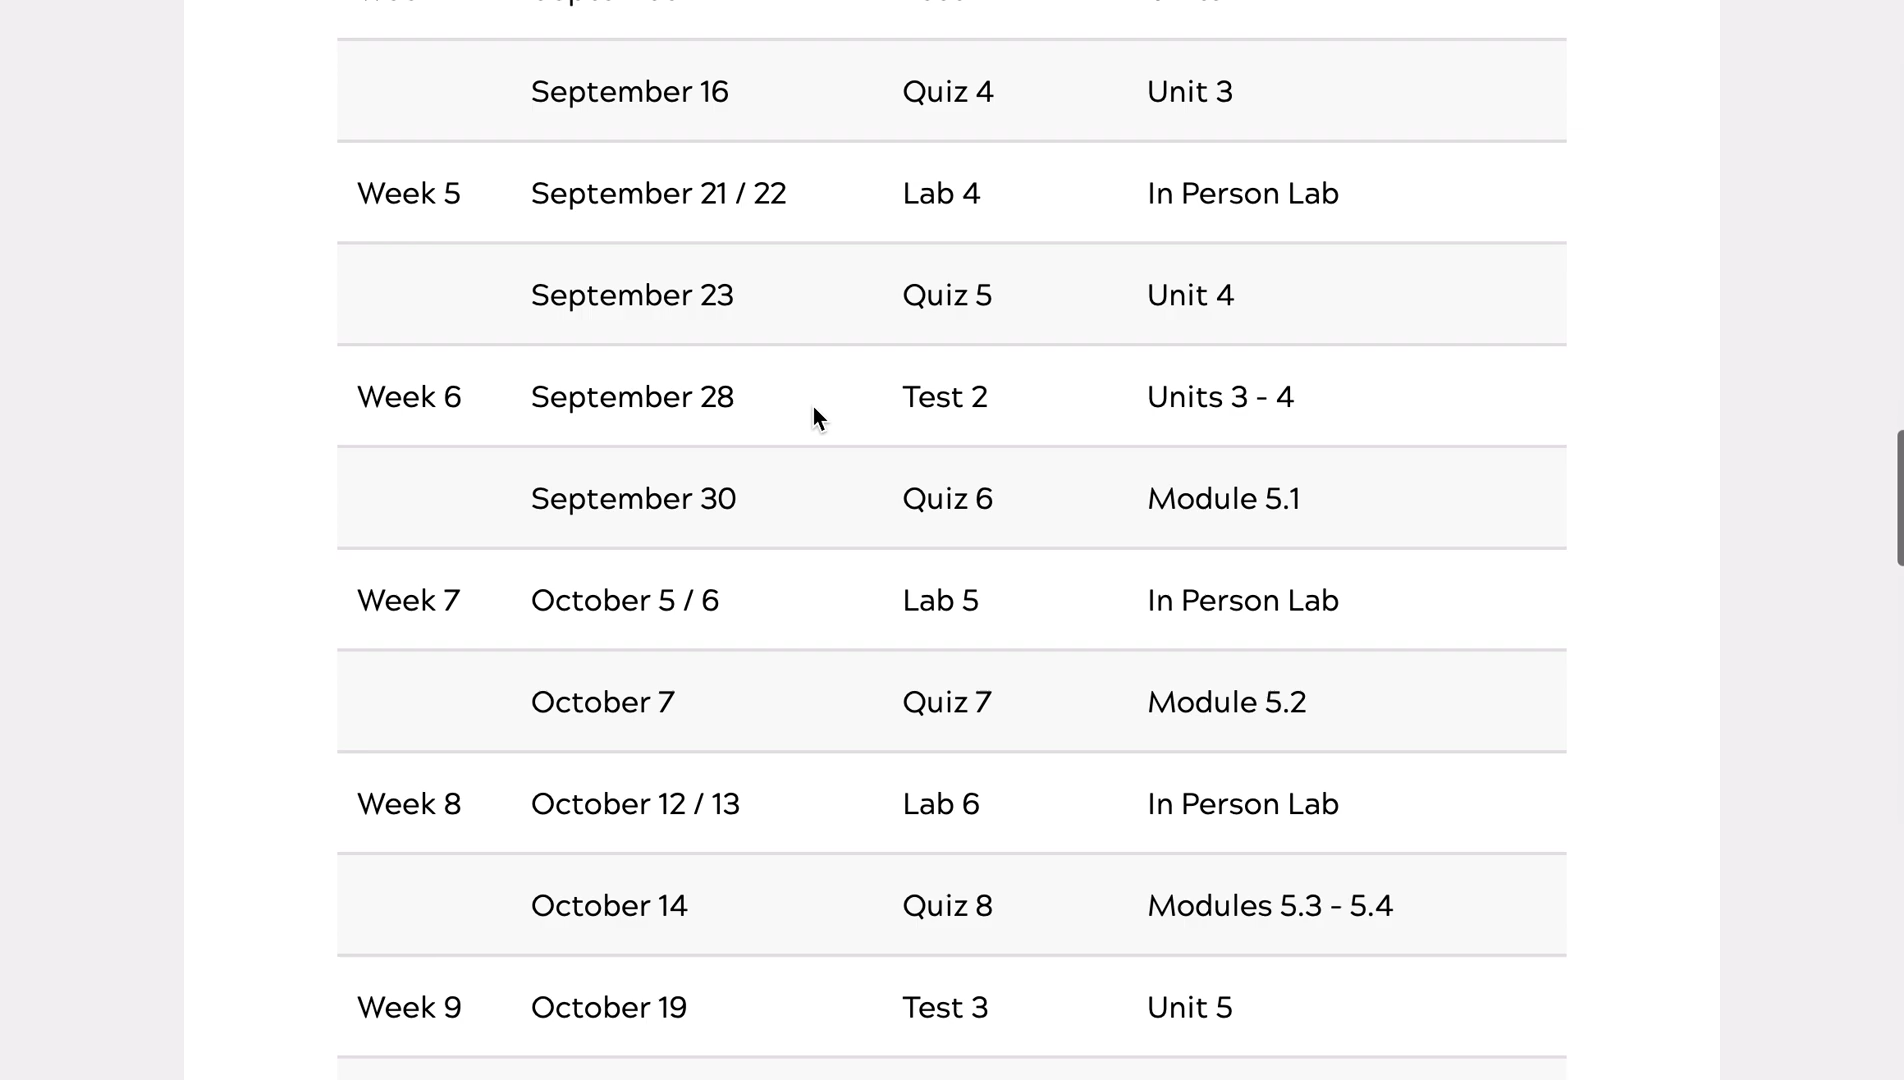 September 16 Quiz 4 Unit 3
Week 5 September 21 / 22 Lab 4 In Person Lab
September 23 Quiz 5 Unit 4
Week 6 September 28 Test 2 Units 3 - 4
September 30 Quiz 6 Module 5.1
Week 7 October 5 / 6 Lab 5 In Person Lab
October 7 Quiz 7 Module 5.2
Week 8 October 12 / 13 Lab 6 In Person Lab
October 14 Quiz 8 Modules 5.3 - 5.4
Week 9 October 19 Test 3 Unit 5